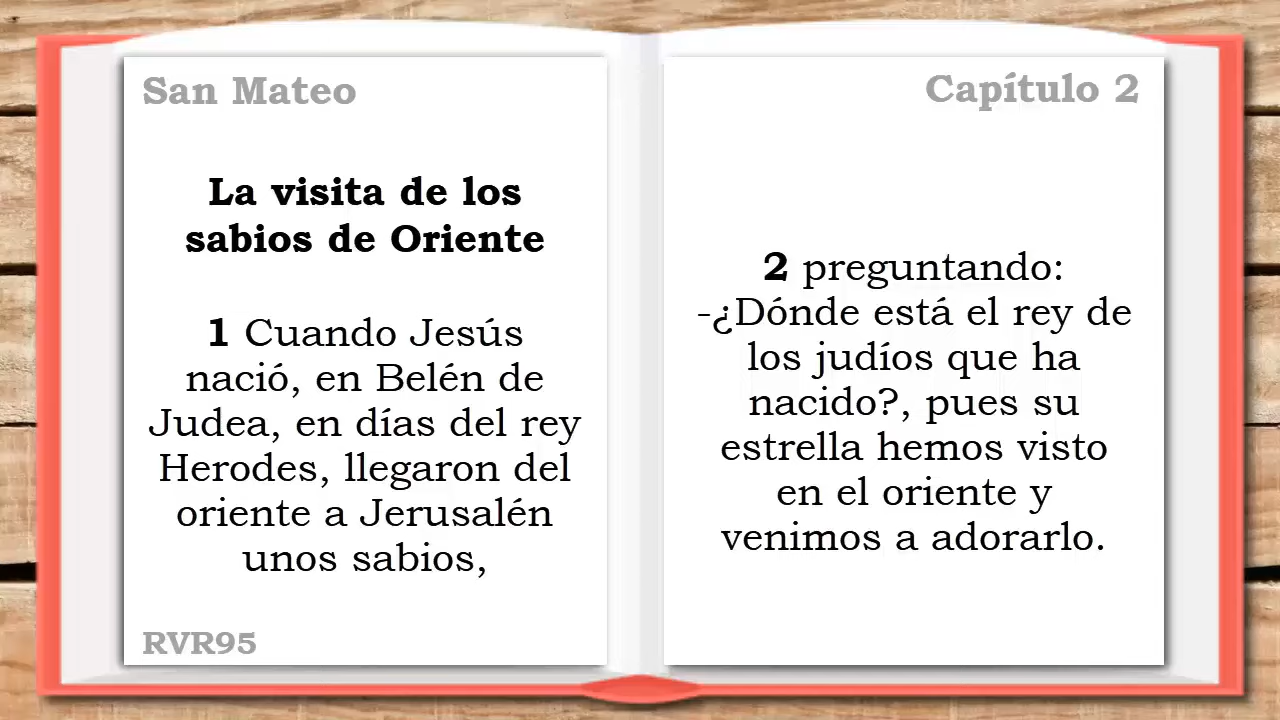 San Mateo
La visita de los
sabios de Oriente
1 Cuando Jesús
nació, en Belén de
Judea, en días del rey
Herodes, llegaron del
oriente a Jerusalén
unos sabios,
RVR95
Capítulo 2
2 preguntando:
-¿Dónde está el rey de
los judíos que ha
nacido?, pues su
estrella hemos visto
en el oriente y
venimos a adorarlo.